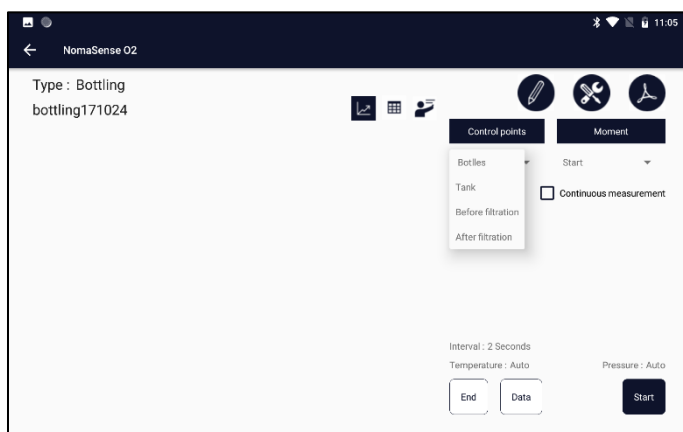 11:05
NomaSense O2
Type : Bottling
bottling171024
Control points
Moment
Botlles
Start
Tank
Continuous measurement
Before filtration
After filtration
Interval : 2 Seconds
Temperature : Auto
Pressure : Auto
End
Data
Start